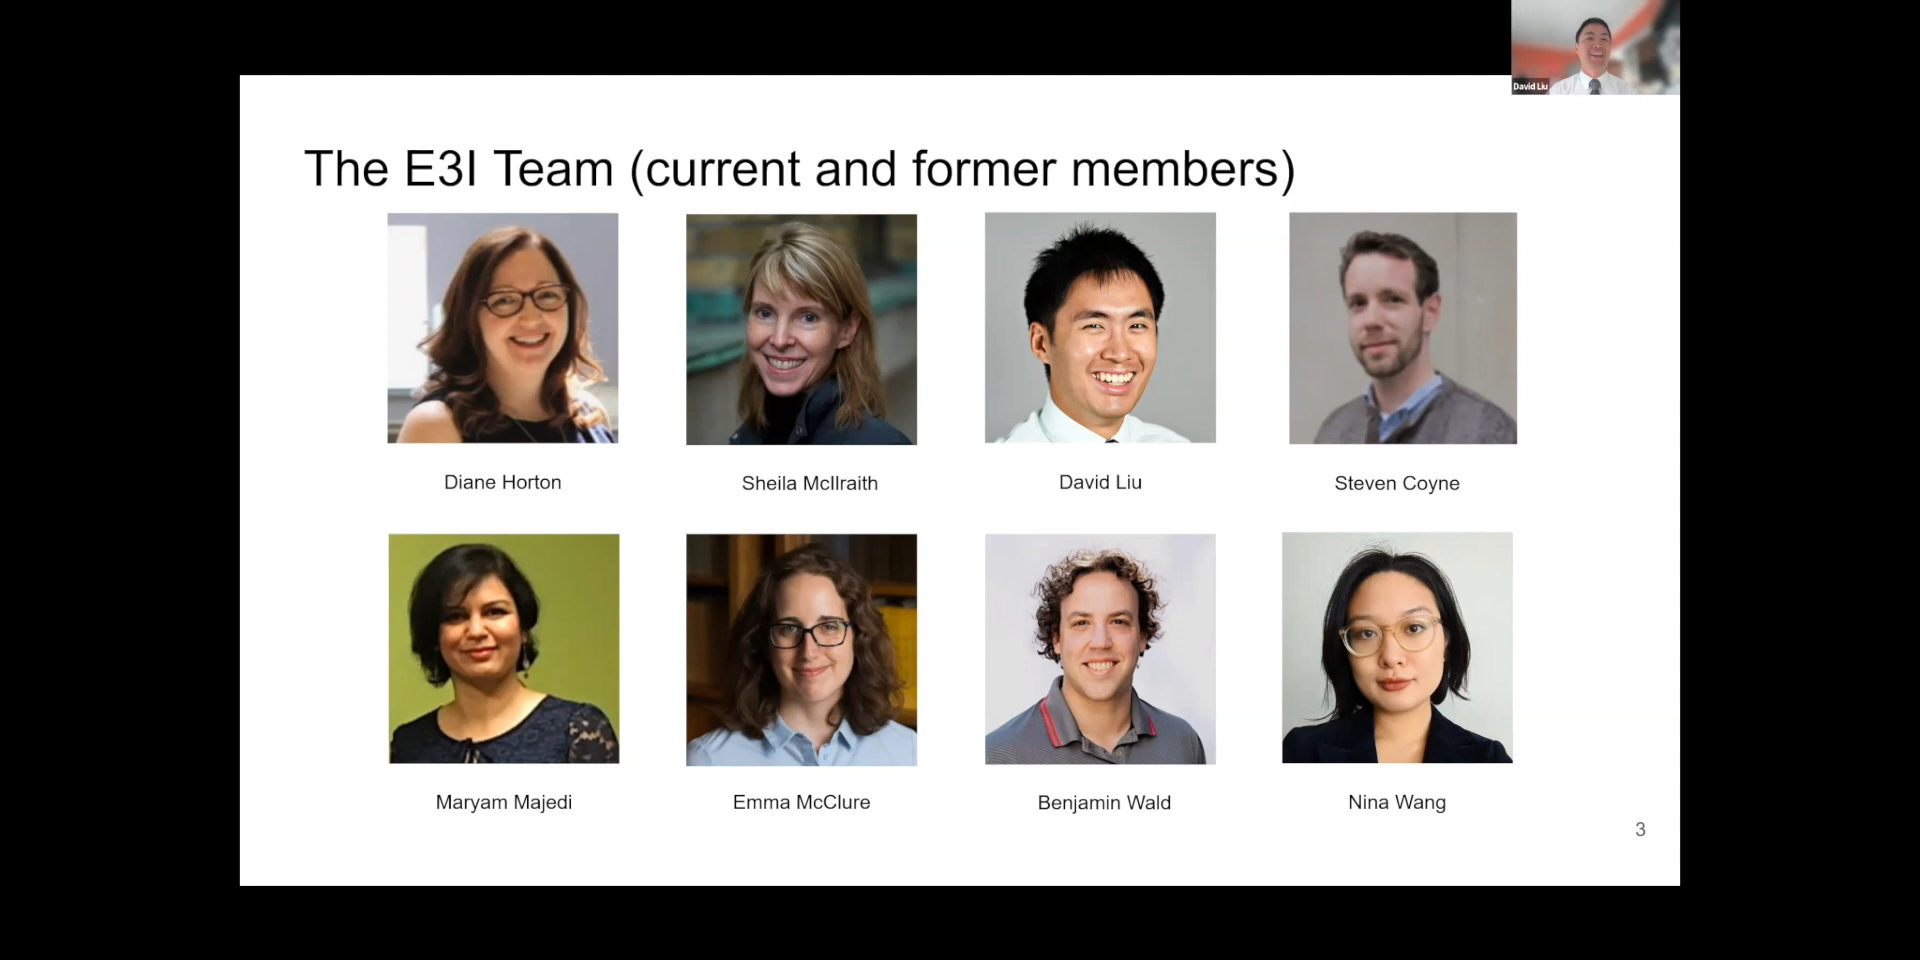 David Liu
The E3I Team (current and former members)
Diane Horton
Sheila McIlraith
David Liu
Steven Coyne
Maryam Majedi
Emma McClure
Benjamin Wald
Nina Wang
3